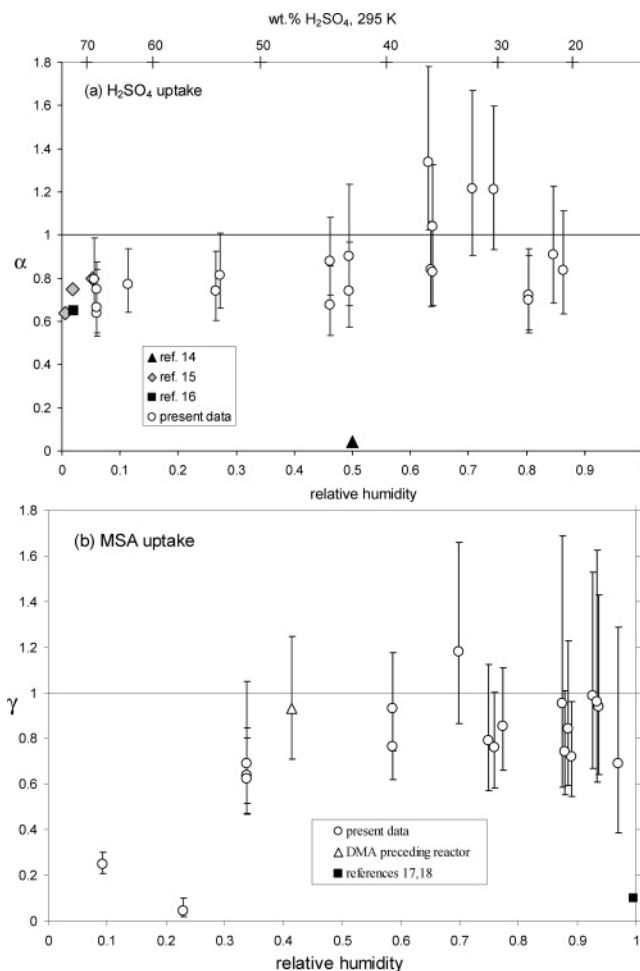 wt.% H₂SO₄, 295 K
70 60 50 40 30 20
1.8
(a) H₂SO₄ uptake
1.6
1.4
1.2
1
α
0.8
0.6
0.4
0.2
0
▲ ref. 14
◆ ref. 15
■ ref. 16
○ present data
0 0.1 0.2 0.3 0.4 0.5 0.6 0.7 0.8 0.9
relative humidity
1.8
(b) MSA uptake
1.6
1.4
1.2
1
γ
0.8
0.6
0.4
0.2
0
○ present data
△ DMA preceding reactor
■ references 17,18
0.1 0.2 0.3 0.4 0.5 0.6 0.7 0.8 0.9 1
relative humidity